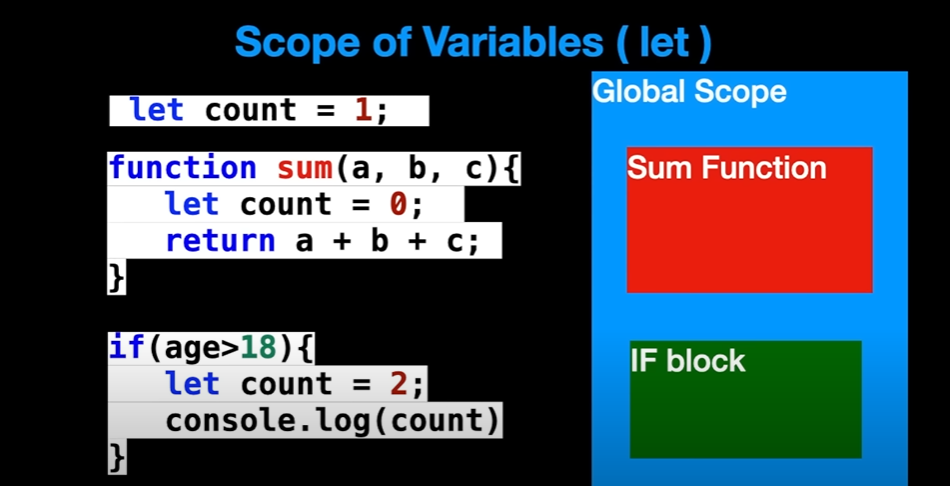 Scope of Variables ( let )
let count = 1;
function sum(a, b, c){
let count = 0;
return a + b + c;
}
if(age>18){
let count = 2;
console.log(count)
}
Global Scope
Sum Function
IF block